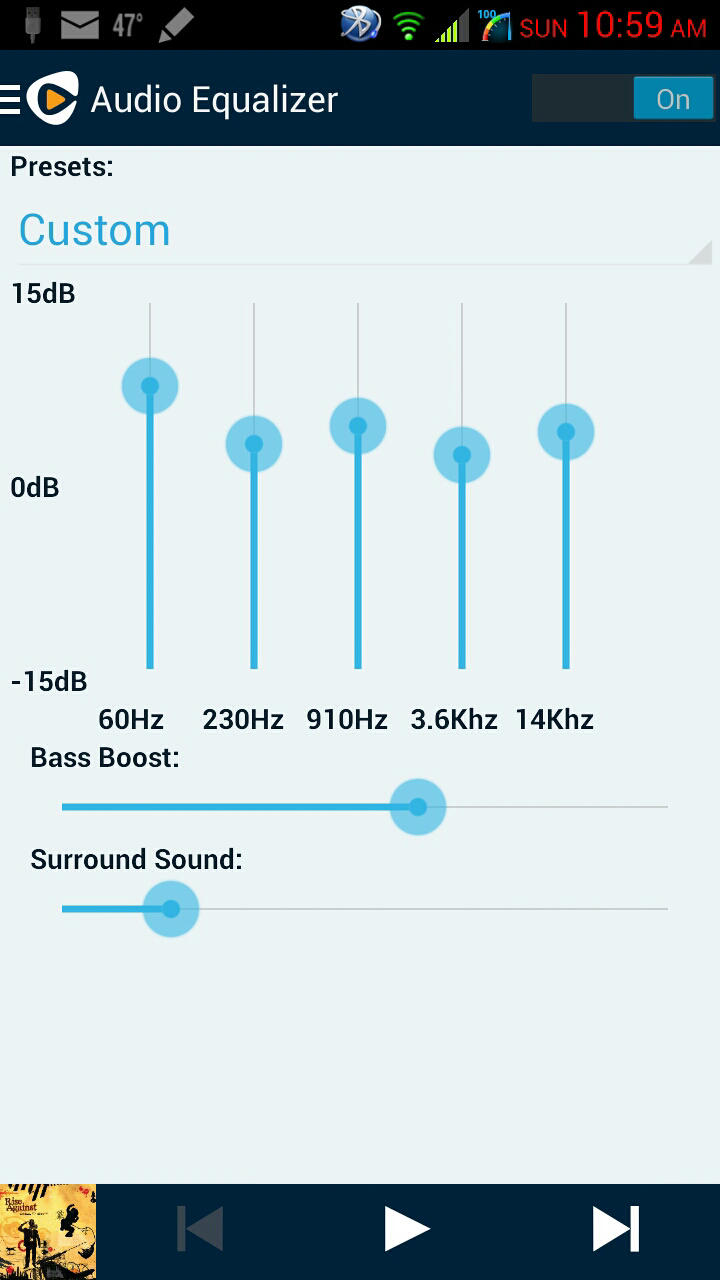 47° 100 SUN 10:59 AM
Audio Equalizer On
Presets:
Custom
15dB
0dB
-15dB
60Hz 230Hz 910Hz 3.6Khz 14Khz
Bass Boost:
Surround Sound:
Rise
Against